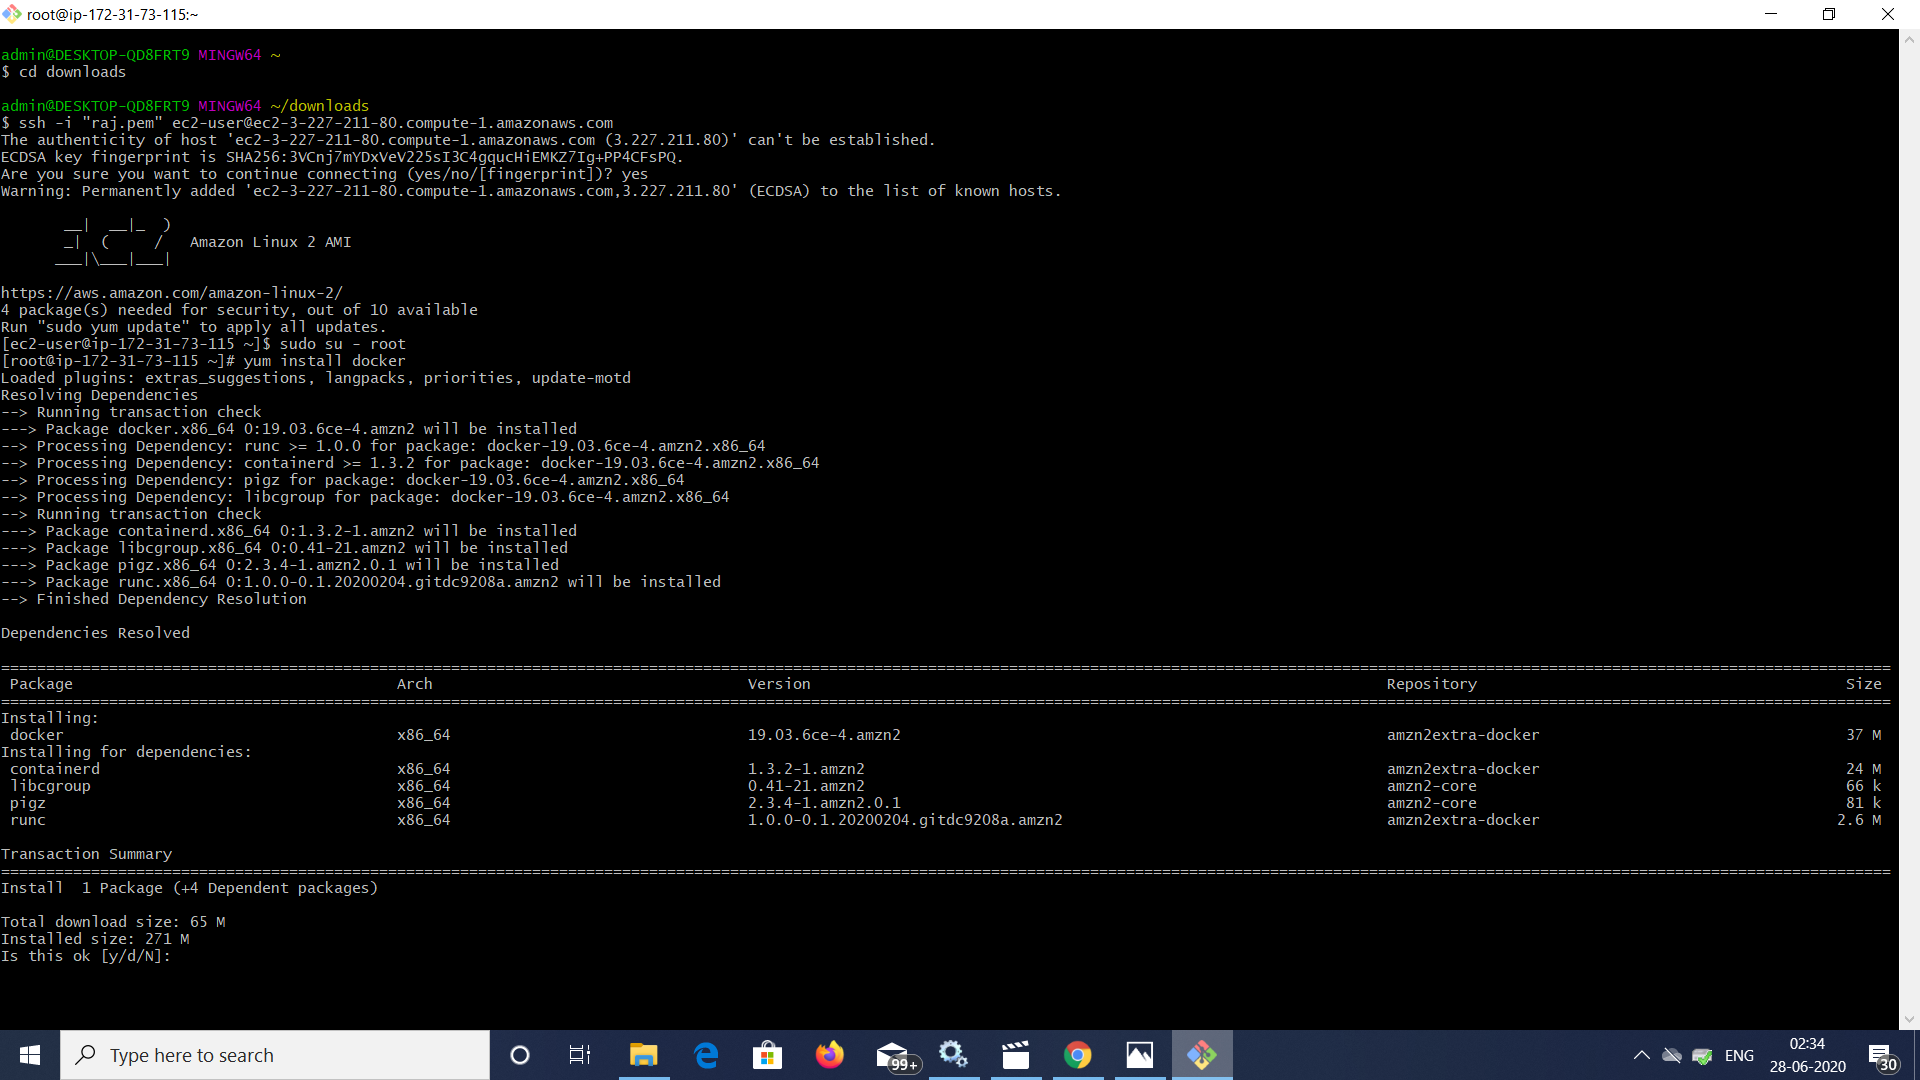 root@ip-172-31-73-115:~
admin@DESKTOP-QD8FRT9 MINGW64 ~
$ cd downloads
admin@DESKTOP-QD8FRT9 MINGW64 ~/downloads
$ ssh -i "raj.pem" ec2-user@ec2-3-227-211-80.compute-1.amazonaws.com
The authenticity of host 'ec2-3-227-211-80.compute-1.amazonaws.com (3.227.211.80)' can't be established.
ECDSA key fingerprint is SHA256:3VCnj7mYDxVeV225sI3C4gqucHiEMKZ7Ig+PP4CFsPQ.
Are you sure you want to continue connecting (yes/no/[fingerprint])? yes
Warning: Permanently added 'ec2-3-227-211-80.compute-1.amazonaws.com,3.227.211.80' (ECDSA) to the list of known hosts.
       __|  __|_  )
       _|  (     /   Amazon Linux 2 AMI
      ___|\___|___|
https://aws.amazon.com/amazon-linux-2/
4 package(s) needed for security, out of 10 available
Run "sudo yum update" to apply all updates.
[ec2-user@ip-172-31-73-115 ~]$ sudo su - root
[root@ip-172-31-73-115 ~]# yum install docker
Loaded plugins: extras_suggestions, langpacks, priorities, update-motd
Resolving Dependencies
--> Running transaction check
---> Package docker.x86_64 0:19.03.6ce-4.amzn2 will be installed
--> Processing Dependency: runc >= 1.0.0 for package: docker-19.03.6ce-4.amzn2.x86_64
--> Processing Dependency: containerd >= 1.3.2 for package: docker-19.03.6ce-4.amzn2.x86_64
--> Processing Dependency: pigz for package: docker-19.03.6ce-4.amzn2.x86_64
--> Processing Dependency: libcgroup for package: docker-19.03.6ce-4.amzn2.x86_64
--> Running transaction check
---> Package containerd.x86_64 0:1.3.2-1.amzn2 will be installed
---> Package libcgroup.x86_64 0:0.41-21.amzn2 will be installed
---> Package pigz.x86_64 0:2.3.4-1.amzn2.0.1 will be installed
---> Package runc.x86_64 0:1.0.0-0.1.20200204.gitdc9208a.amzn2 will be installed
--> Finished Dependency Resolution
Dependencies Resolved
Package Arch Version Repository Size
Installing:
docker x86_64 19.03.6ce-4.amzn2 amzn2extra-docker 37 M
Installing for dependencies:
containerd x86_64 1.3.2-1.amzn2 amzn2extra-docker 24 M
libcgroup x86_64 0.41-21.amzn2 amzn2-core 66 k
pigz x86_64 2.3.4-1.amzn2.0.1 amzn2-core 81 k
runc x86_64 1.0.0-0.1.20200204.gitdc9208a.amzn2 amzn2extra-docker 2.6 M
Transaction Summary
Install  1 Package (+4 Dependent packages)
Total download size: 65 M
Installed size: 271 M
Is this ok [y/d/N]:
Type here to search
99+
ENG
02:34
28-06-2020
30